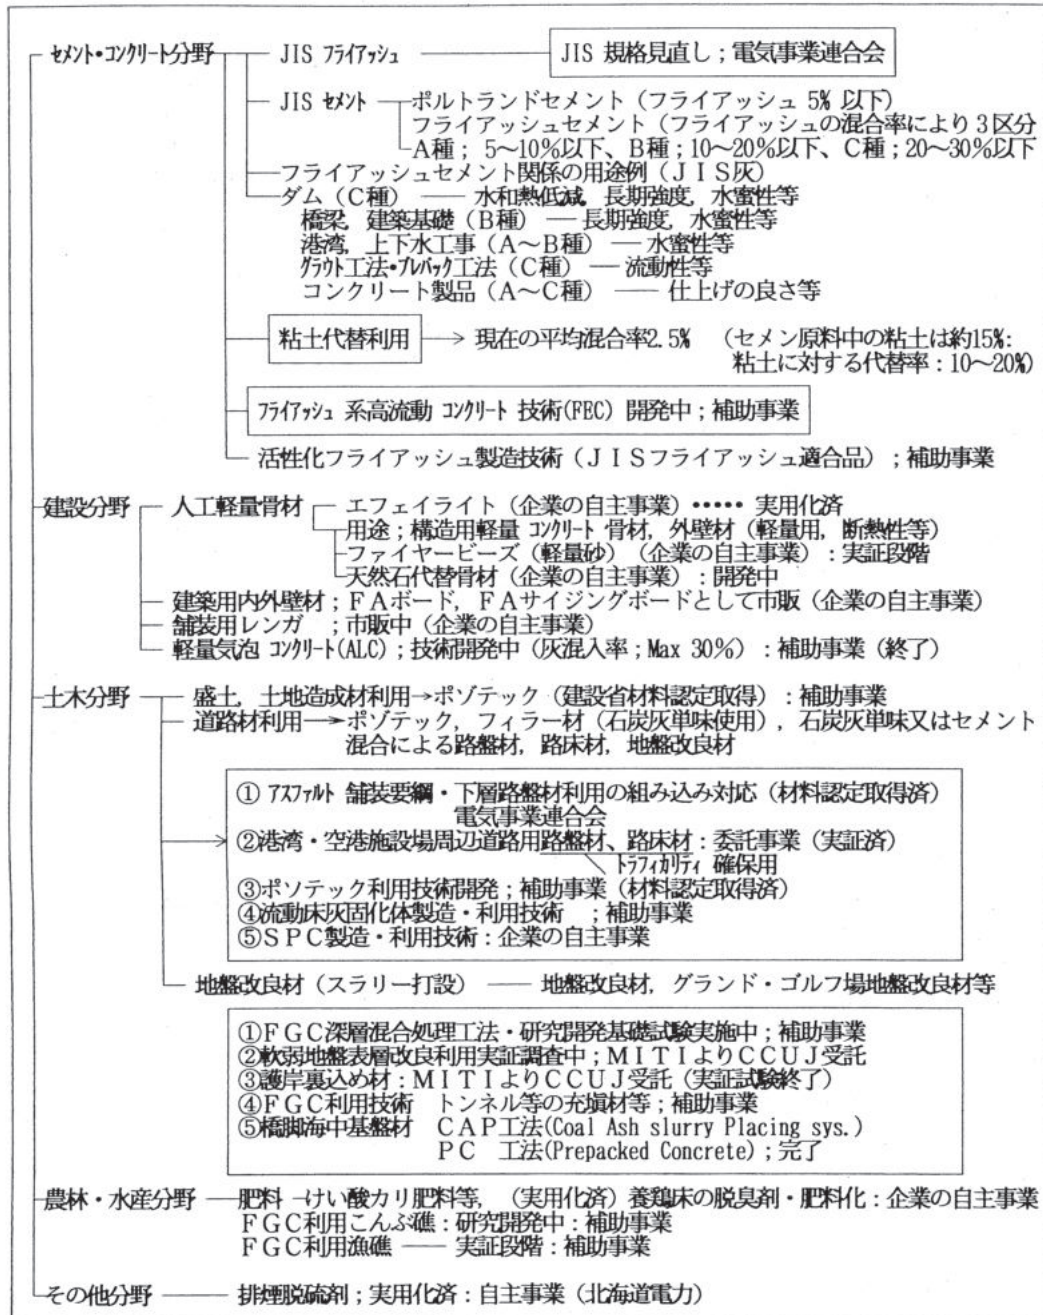 セメント・コンクリート分野 JIS フライアッシュ JIS 規格見直し；電気事業連合会
JIS セメント ポルトランドセメント（フライアッシュ 5% 以下）
フライアッシュセメント（フライアッシュの混合率により３区分
A種； 5～10%以下、B種；10～20%以下、C種；20～30%以下
フライアッシュセメント関係の用途例（ＪＩＳ灰）
ダム（C種） 水和熱低減, 長期強度, 水蜜性等
橋梁, 建築基礎（B種） 長期強度, 水蜜性等
港湾, 上下水工事（A～B種） 水蜜性等
グラウト工法・プレパック工法（C種） 流動性等
コンクリート製品（A～C種） 仕上げの良さ等
粘土代替利用 → 現在の平均混合率2.5% （セメン原料中の粘土は約15%:
粘土に対する代替率：10～20%）
フライアッシュ 系高流動 コンクリート 技術(FEC) 開発中；補助事業
活性化フライアッシュ製造技術（ＪＩＳフライアッシュ適合品）；補助事業
建設分野 人工軽量骨材 エフェイライト（企業の自主事業）‥‥‥ 実用化済
用途；構造用軽量 コンクリート 骨材, 外壁材（軽量用, 断熱性等）
ファイヤービーズ（軽量砂）（企業の自主事業）：実証段階
天然石代替骨材（企業の自主事業）：開発中
建築用内外壁材；ＦＡボード, ＦＡサイジングボードとして市販（企業の自主事業）
舗装用レンガ ；市販中（企業の自主事業）
軽量気泡 コンクリート(ALC)；技術開発中（灰混入率；Max 30%）：補助事業（終了）
土木分野 盛土, 土地造成材利用→ポゾテック（建設省材料認定取得）：補助事業
道路材利用→ポゾテック, フィラー材（石炭灰単味使用）, 石炭灰単味又はセメント
混合による路盤材, 路床材, 地盤改良材
① アスファルト 舗装要綱・下層路盤材利用の組み込み対応（材料認定取得済）
電気事業連合会
②港湾・空港施設場周辺道路用路盤材、路床材：委託事業（実証済）
トラフィカリティ 確保用
③ポソテック利用技術開発；補助事業（材料認定取得済）
④流動床灰固化体製造・利用技術 ；補助事業
⑤ＳＰＣ製造・利用技術：企業の自主事業
地盤改良材（スラリー打設） 地盤改良材, グランド・ゴルフ場地盤改良材等
①ＦＧＣ深層混合処理工法・研究開発基礎試験実施中；補助事業
②軟弱地盤表層改良利用実証調査中；ＭＩＴＩよりＣＣＵＪ受託
③護岸裏込め材：ＭＩＴＩよりＣＣＵＪ受託（実証試験終了）
④ＦＧＣ利用技術 トンネル等の充塡材等；補助事業
⑤橋脚海中基盤材 ＣＡＰ工法(Coal Ash slurry Placing sys.)
ＰＣ 工法(Prepacked Concrete)；完了
農林・水産分野 肥料 ―けい酸カリ肥料等, （実用化済）養鶏床の脱臭剤・肥料化：企業の自主事業
ＦＧＣ利用こんぶ礁：研究開発中：補助事業
ＦＧＣ利用漁礁 ―― 実証段階：補助事業
その他分野 排煙脱硫剤；実用化済：自主事業（北海道電力）